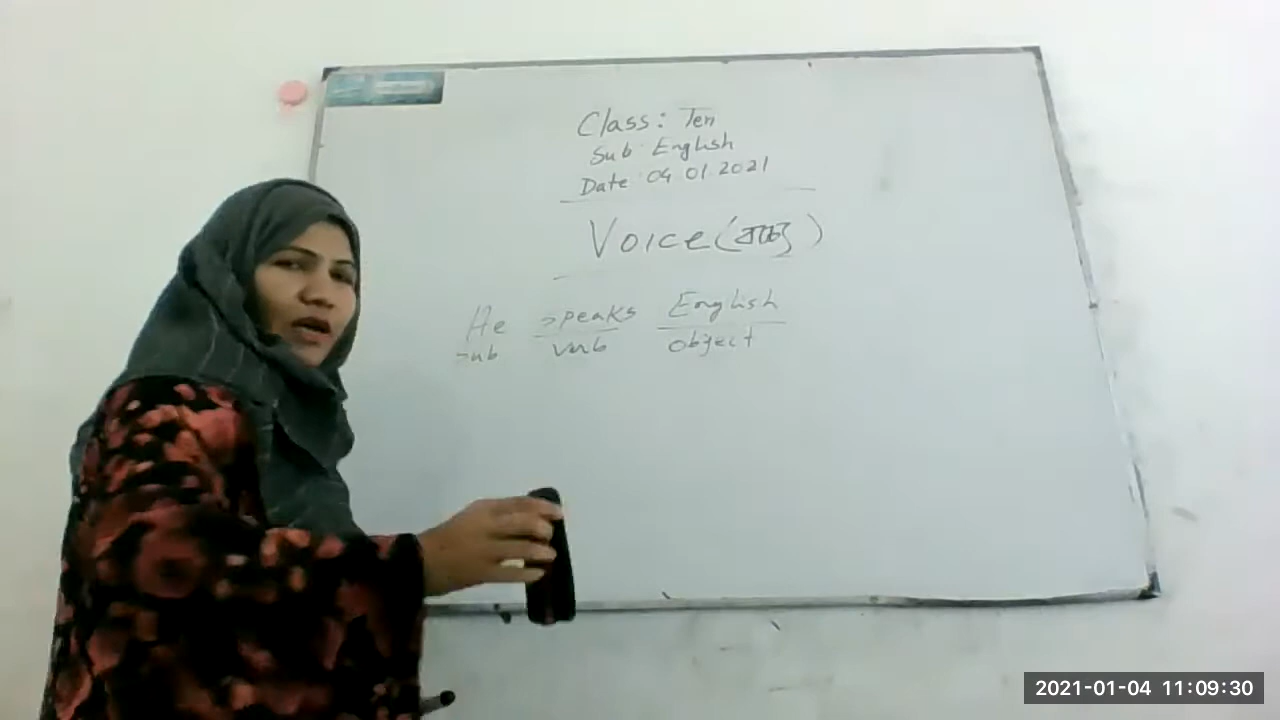 Class: Ten
Sub: English
Date: 04 01 2021
Voice (বাচ্য)
He speaks English
sub verb object
2021-01-04 11:09:30